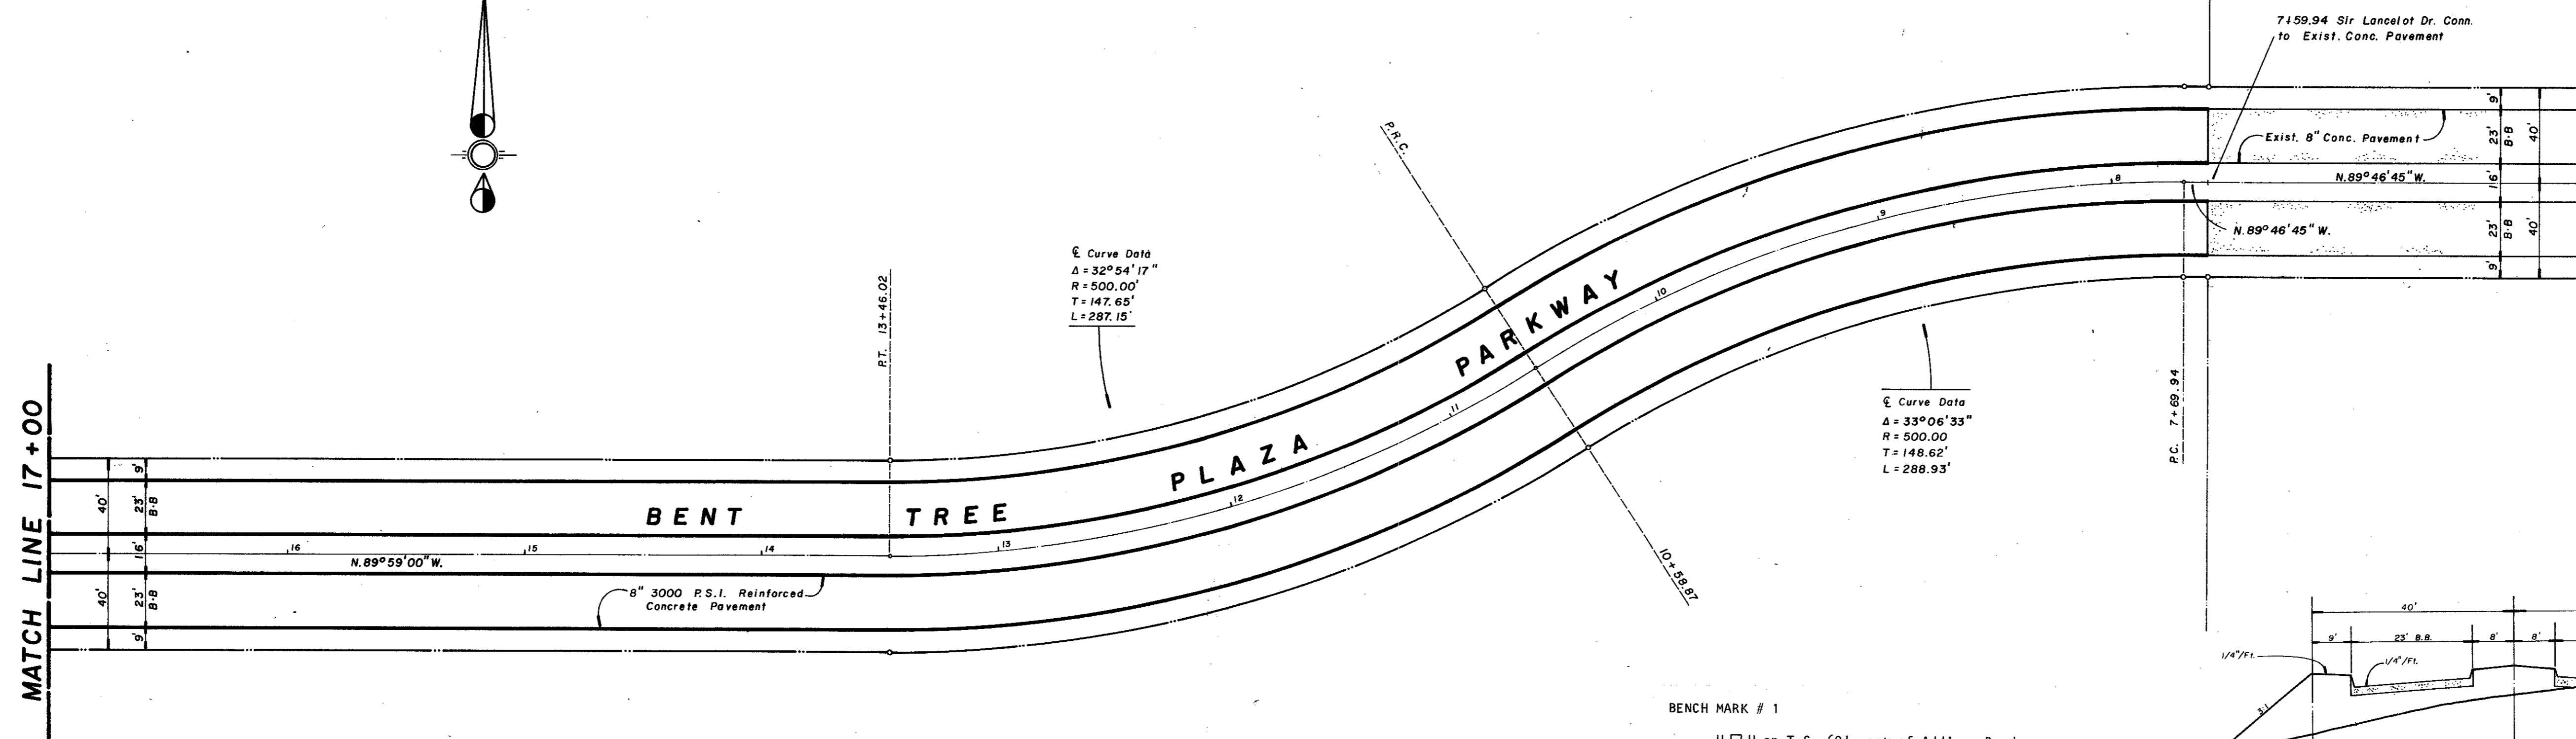 7+59.94 Sir Lancelot Dr. Conn.
to Exist. Conc. Pavement
P.R.C.
Exist. 8" Conc. Pavement
9'
23'
B-B
40'
16'
N.89°46'45"W.
8
9
N.89°46'45"W.
23'
B-B
40'
9'
℄ Curve Data
Δ = 32°54'17"
R = 500.00'
T = 147.65'
L = 287.15'
P.T. 13+46.02
10
11
12
13
14
15
16
BENT TREE PLAZA PARKWAY
℄ Curve Data
Δ = 33°06'33"
R = 500.00
T = 148.62'
L = 288.93'
P.C. 7+69.94
MATCH LINE 17+00
9'
40'
23'
B-B
16'
N.89°59'00"W.
40'
23'
B-B
9'
8" 3000 P.S.I. Reinforced
Concrete Pavement
10+58.87
40'
9'
23' B.B.
8'
8'
1/4"/Ft.
1/4"/Ft.
3:1
BENCH MARK # 1